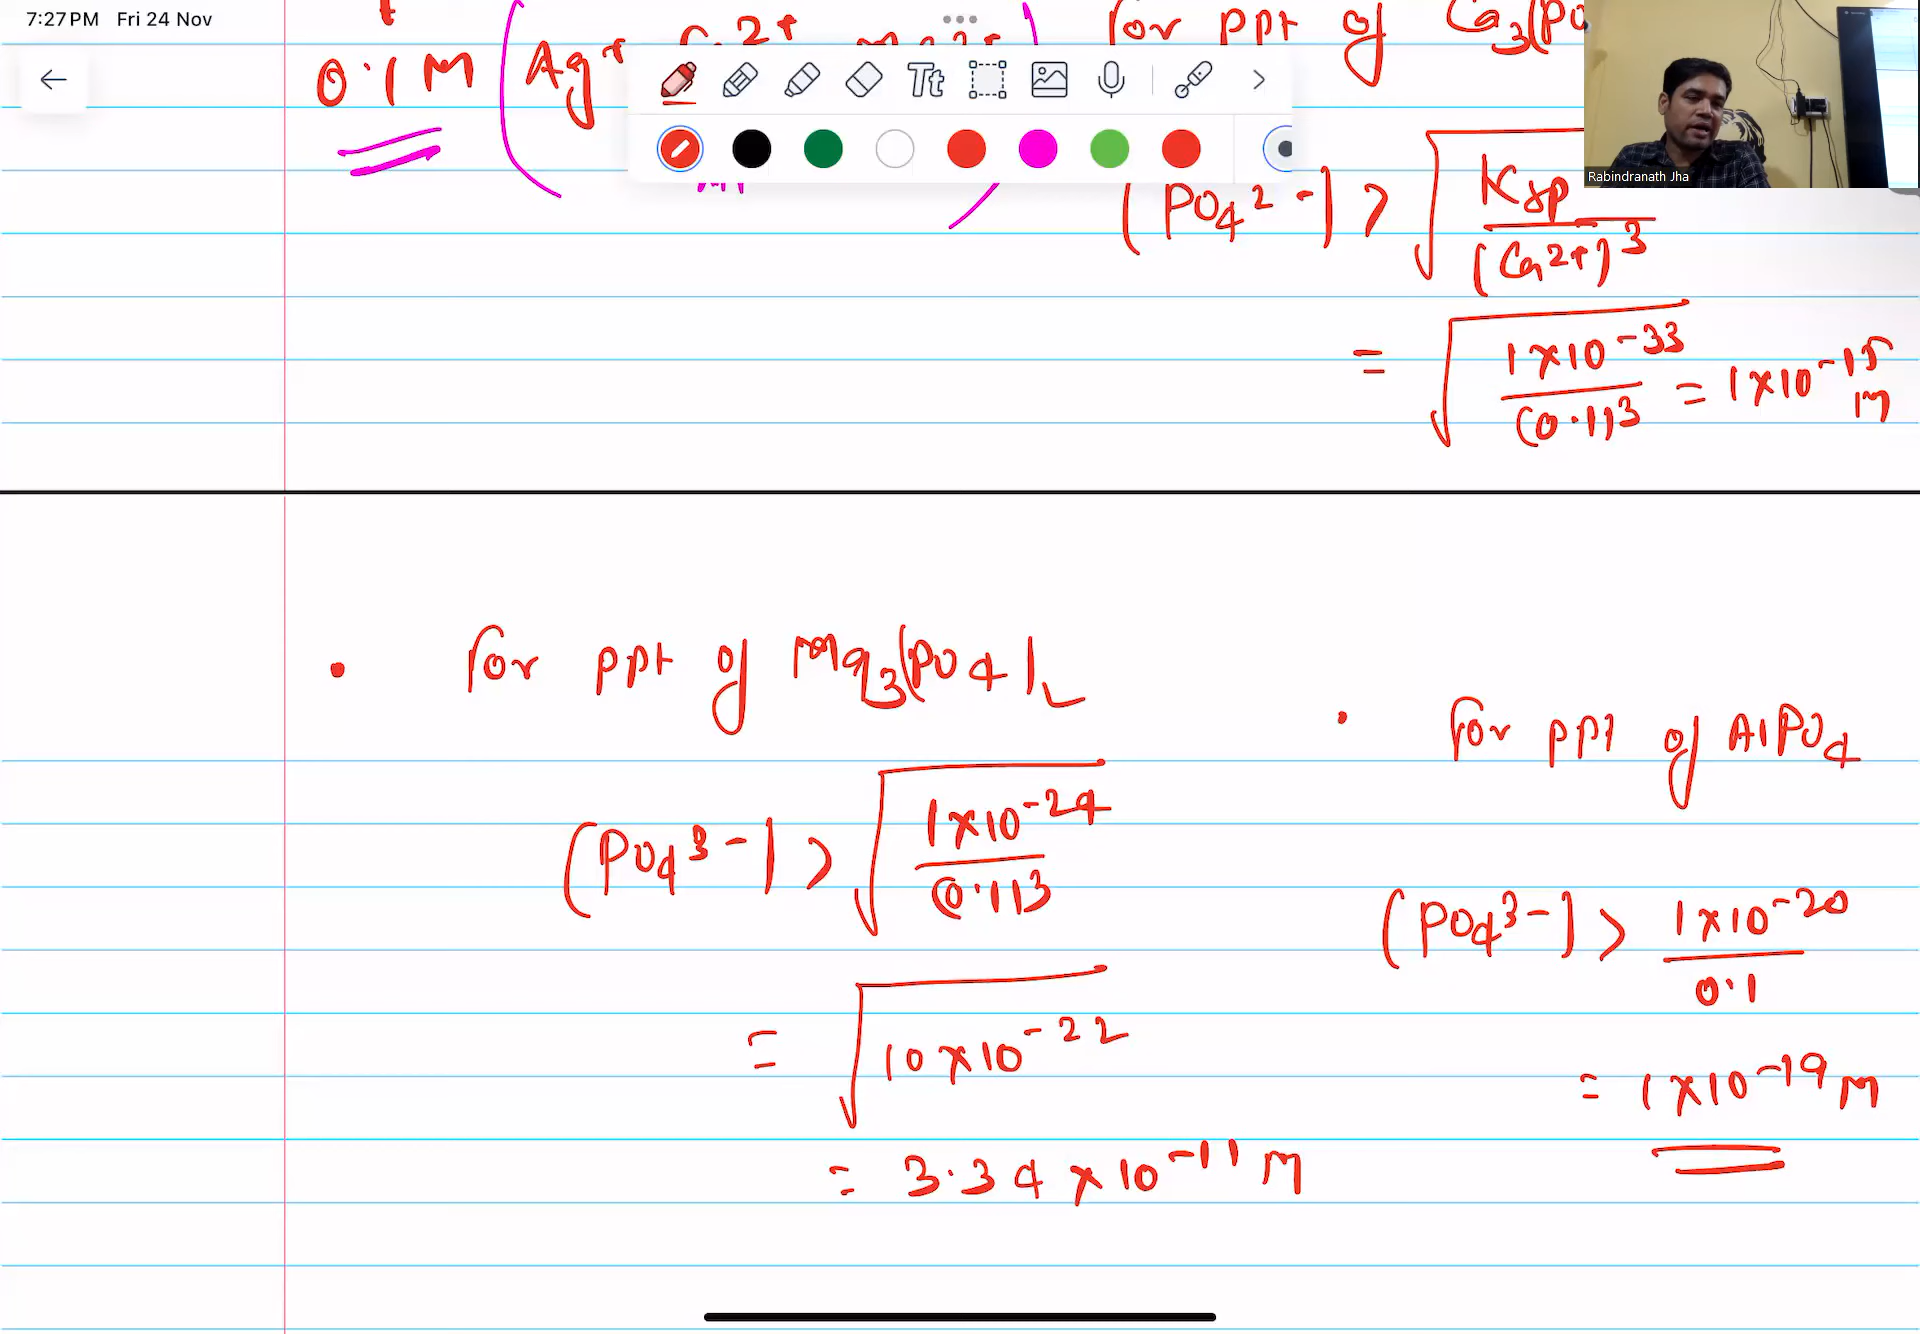 7:27 PM Fri 24 Nov
for ppt of Ca3(PO
0.1 M (Ag+
Tt
Rabindranath Jha
(PO4 2-) > √ Ksp / (Ca2+)3
= √ 1×10-33 / (0.1)3 = 1×10-15 M
• for ppt of Mg3(PO4)2
(PO4 3-) > √ 1×10-24 / (0.1)3
= √ 10×10-22
= 3.34 × 10-11 M
• for ppt of AlPO4
(PO4 3-) > 1×10-20 / 0.1
= 1×10-19 M